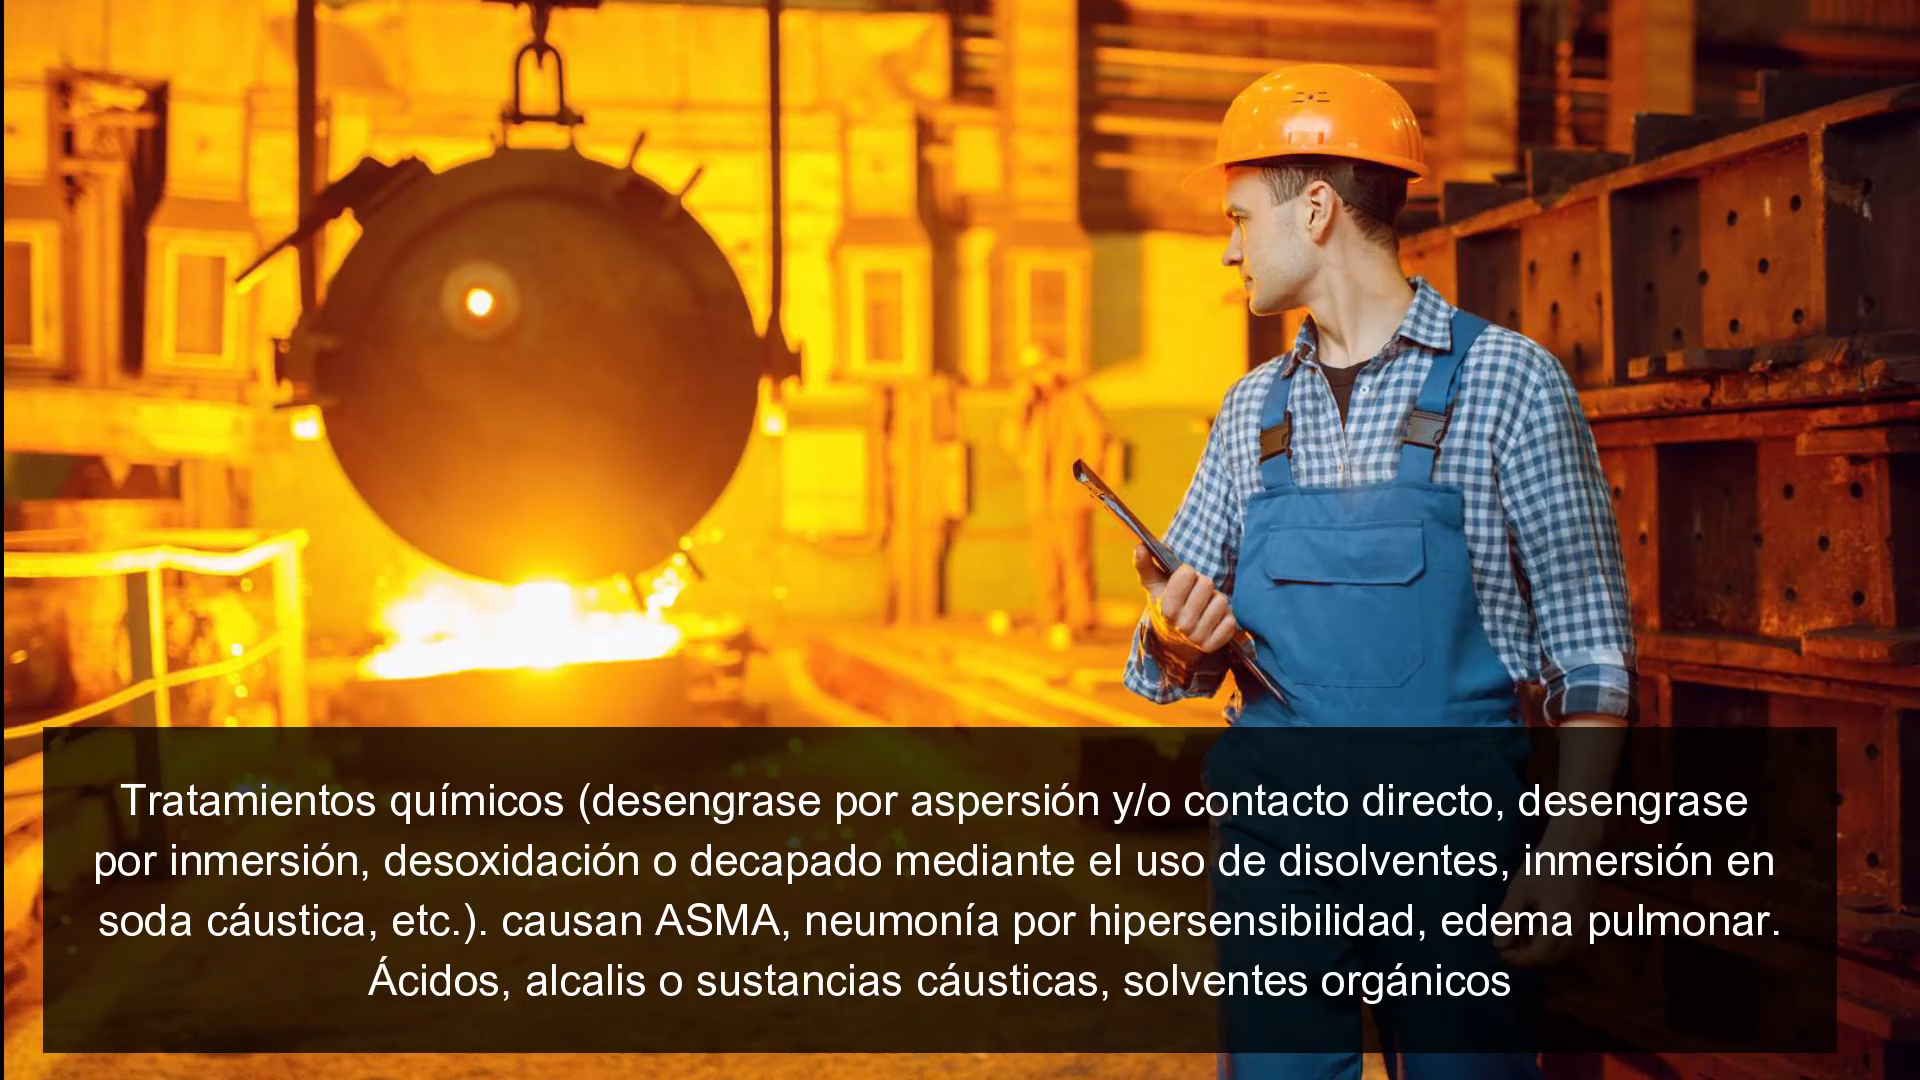 Tratamientos químicos (desengrase por aspersión y/o contacto directo, desengrase
por inmersión, desoxidación o decapado mediante el uso de disolventes, inmersión en
soda cáustica, etc.). causan ASMA, neumonía por hipersensibilidad, edema pulmonar.
Ácidos, alcalis o sustancias cáusticas, solventes orgánicos